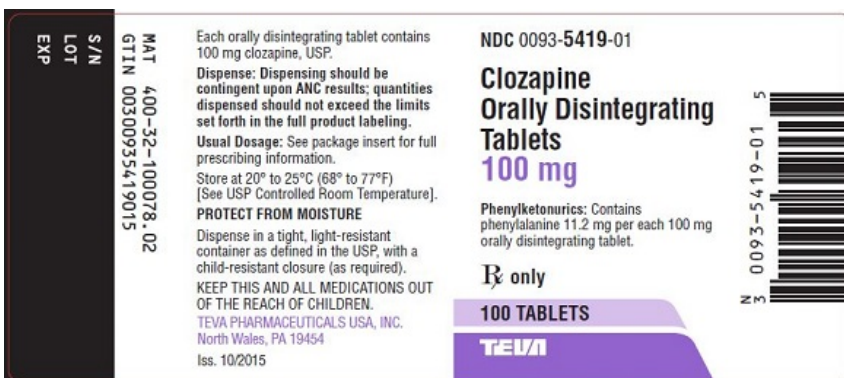 S/N
LOT
EXP
MAT 400-32-100078.02
GTIN 00300935419015
Each orally disintegrating tablet contains
100 mg clozapine, USP.
Dispense: Dispensing should be
contingent upon ANC results; quantities
dispensed should not exceed the limits
set forth in the full product labeling.
Usual Dosage: See package insert for full
prescribing information.
Store at 20° to 25°C (68° to 77°F)
[See USP Controlled Room Temperature].
PROTECT FROM MOISTURE
Dispense in a tight, light-resistant
container as defined in the USP, with a
child-resistant closure (as required).
KEEP THIS AND ALL MEDICATIONS OUT
OF THE REACH OF CHILDREN.
TEVA PHARMACEUTICALS USA, INC.
North Wales, PA 19454
Iss. 10/2015
NDC 0093-5419-01
Clozapine
Orally Disintegrating
Tablets
100 mg
Phenylketonurics: Contains
phenylalanine 11.2 mg per each 100 mg
orally disintegrating tablet.
℞ only
100 TABLETS
TEVA
N3 0093-5419-01 5